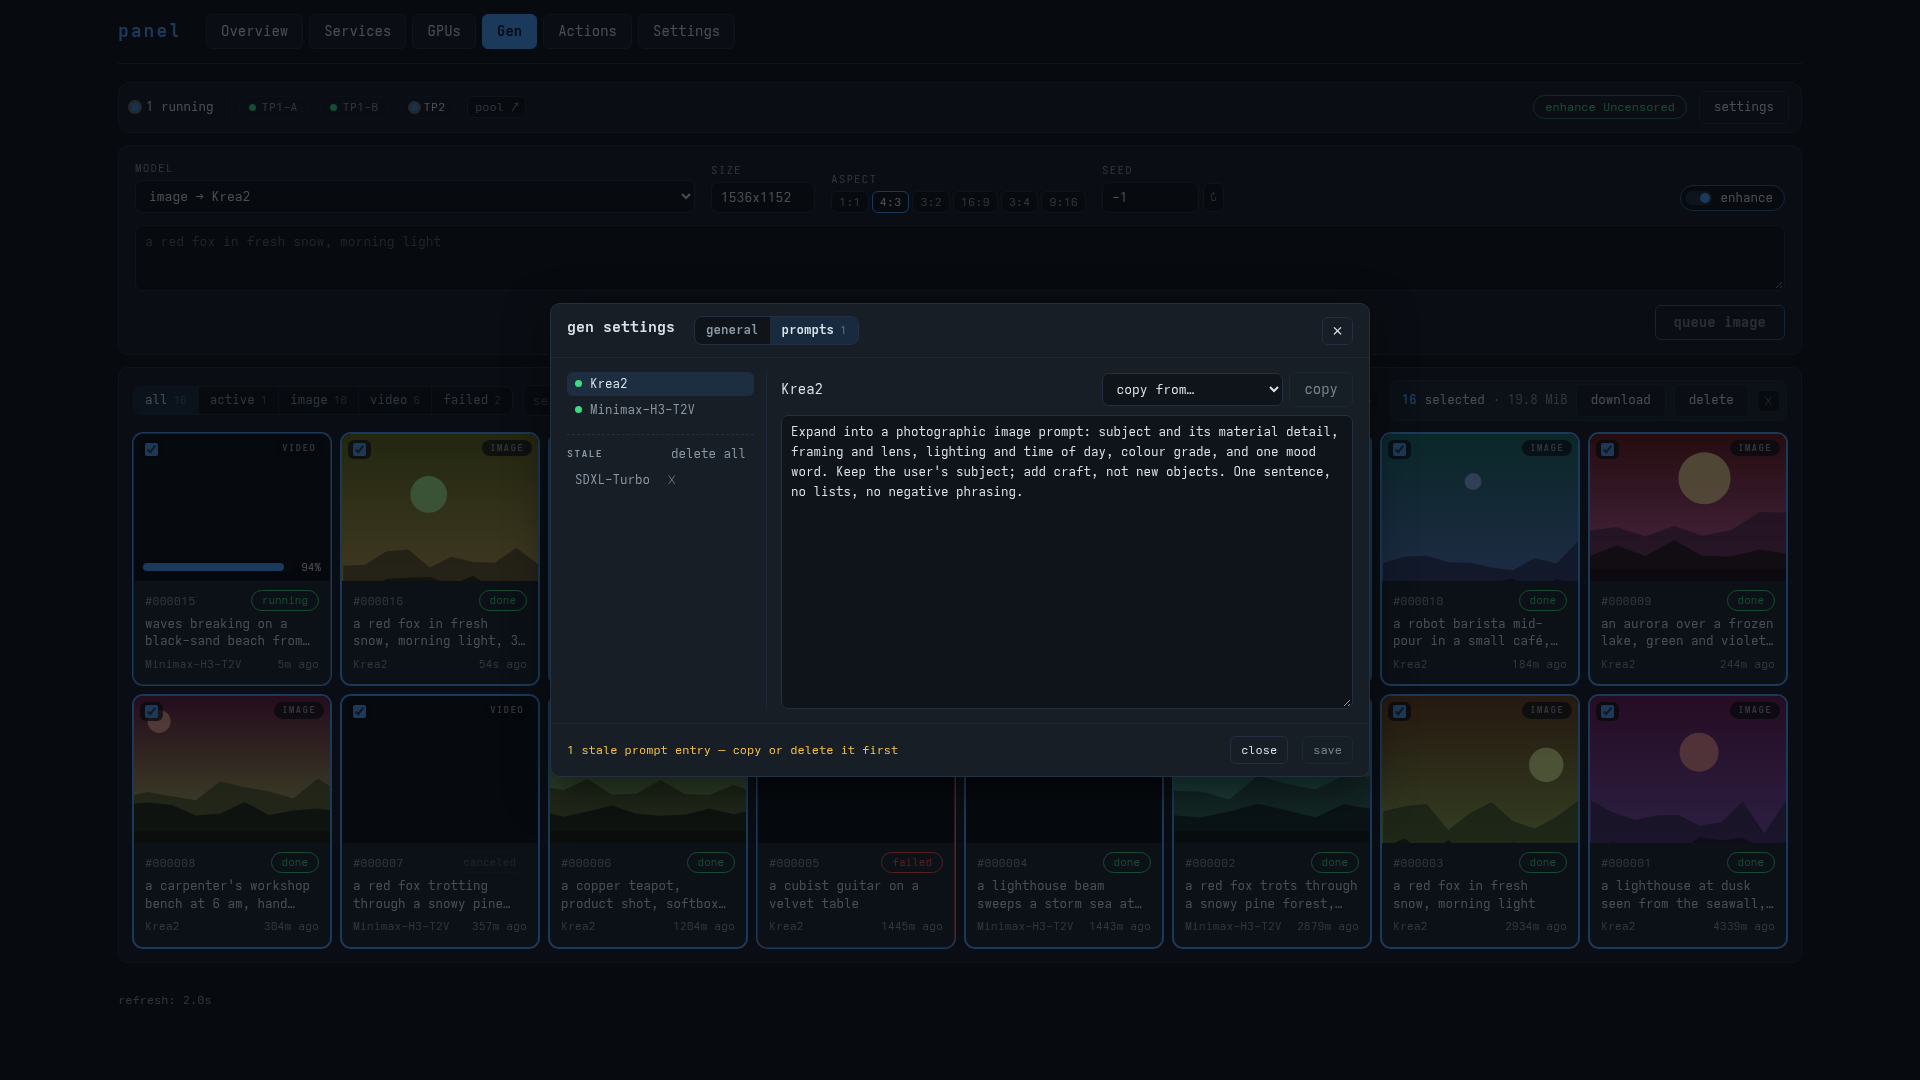 panel
Overview
Services
GPUs
Gen
Actions
Settings
1 running
TP1-A
TP1-B
TP2
pool ↗
enhance Uncensored
settings
MODEL
SIZE
ASPECT
SEED
image → Krea2
1536x1152
1:1
4:3
3:2
16:9
3:4
9:16
-1
enhance
a red fox in fresh snow, morning light
queue image
gen settings
general
prompts 1
×
Krea2
Minimax-H3-T2V
STALE
delete all
SDXL-Turbo
X
Krea2
copy from…
copy
Expand into a photographic image prompt: subject and its material detail,
framing and lens, lighting and time of day, colour grade, and one mood
word. Keep the user's subject; add craft, not new objects. One sentence,
no lists, no negative phrasing.
1 stale prompt entry — copy or delete it first
close
save
all 16
active 1
image 10
video 6
failed 2
se
16 selected · 19.8 MiB
download
delete
X
VIDEO
94%
#000015
running
waves breaking on a
black-sand beach from…
Minimax-H3-T2V
5m ago
IMAGE
#000016
done
a red fox in fresh
snow, morning light, 3…
Krea2
54s ago
IMAGE
#000010
done
a robot barista mid-
pour in a small café,…
Krea2
184m ago
IMAGE
#000009
done
an aurora over a frozen
lake, green and violet…
Krea2
244m ago
IMAGE
#000008
done
a carpenter's workshop
bench at 6 am, hand…
Krea2
304m ago
VIDEO
#000007
canceled
a red fox trotting
through a snowy pine…
Minimax-H3-T2V
357m ago
#000006
done
a copper teapot,
product shot, softbox…
Krea2
1204m ago
#000005
failed
a cubist guitar on a
velvet table
Krea2
1445m ago
#000004
done
a lighthouse beam
sweeps a storm sea at…
Minimax-H3-T2V
1443m ago
#000002
done
a red fox trots through
a snowy pine forest,…
Minimax-H3-T2V
2879m ago
IMAGE
#000003
done
a red fox in fresh
snow, morning light
Krea2
2934m ago
IMAGE
#000001
done
a lighthouse at dusk
seen from the seawall,…
Krea2
4339m ago
refresh: 2.0s